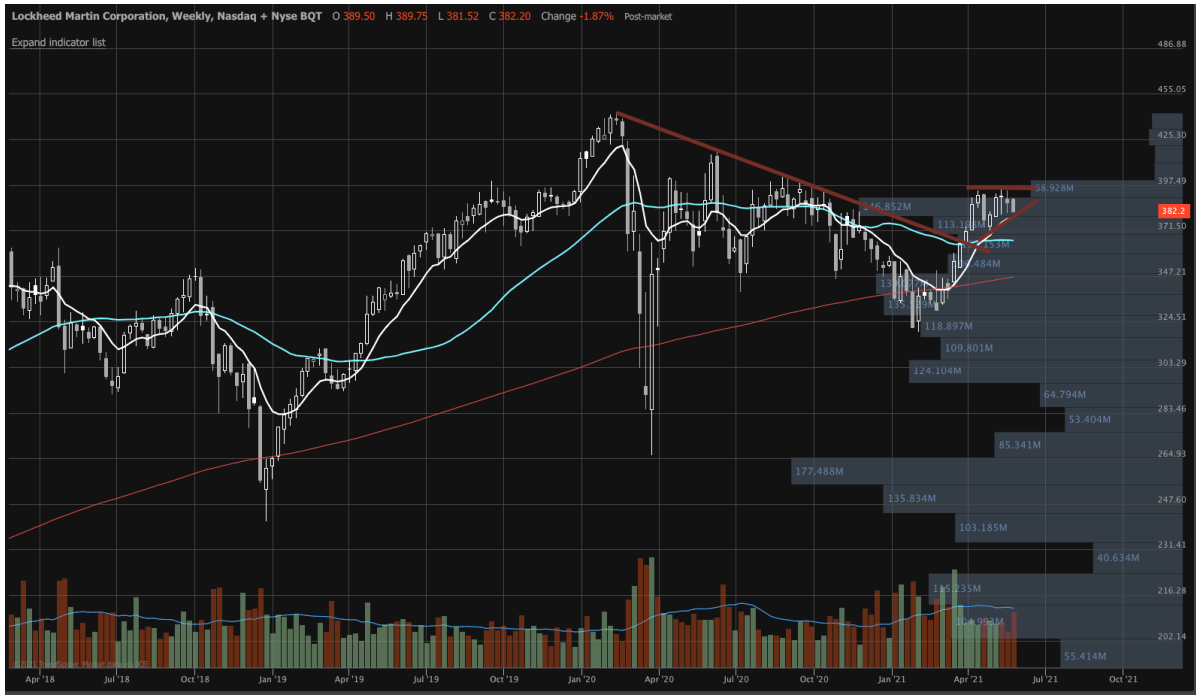 Lockheed Martin Corporation, Weekly, Nasdaq + Nyse BQT O 389.50 H 389.75 L 381.52 C 382.20 Change -1.87% Post-market
Expand indicator list
486.88
455.05
425.30
397.49
58.928M
146.852M
382.2
371.50
347.21
118.897M
324.51
109.801M
303.29
124.104M
64.794M
283.46
53.404M
85.341M
264.93
177.488M
247.60
135.834M
103.185M
231.41
40.634M
216.28
202.14
55.414M
Apr '18 Jul '18 Oct '18 Jan '19 Apr '19 Jul '19 Oct '19 Jan '20 Apr '20 Jul '20 Oct '20 Jan '21 Apr '21 Jul '21 Oct '21